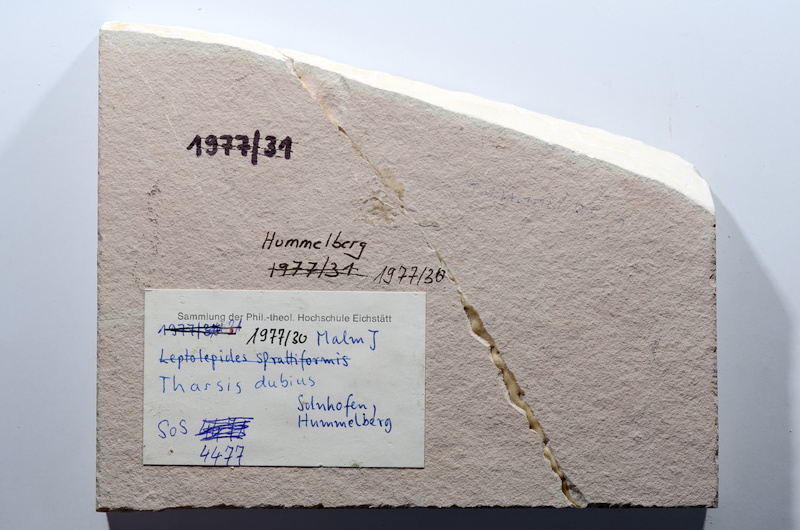 1977/31
Hummelberg
1977/31 1977/30
Sammlung der Phil.-theol. Hochschule Eichstätt
1977/30 Malm ζ
Leptolepides sprattiformis
Tharsis dubius
Solnhofen,
Hummelberg
SOS
4477